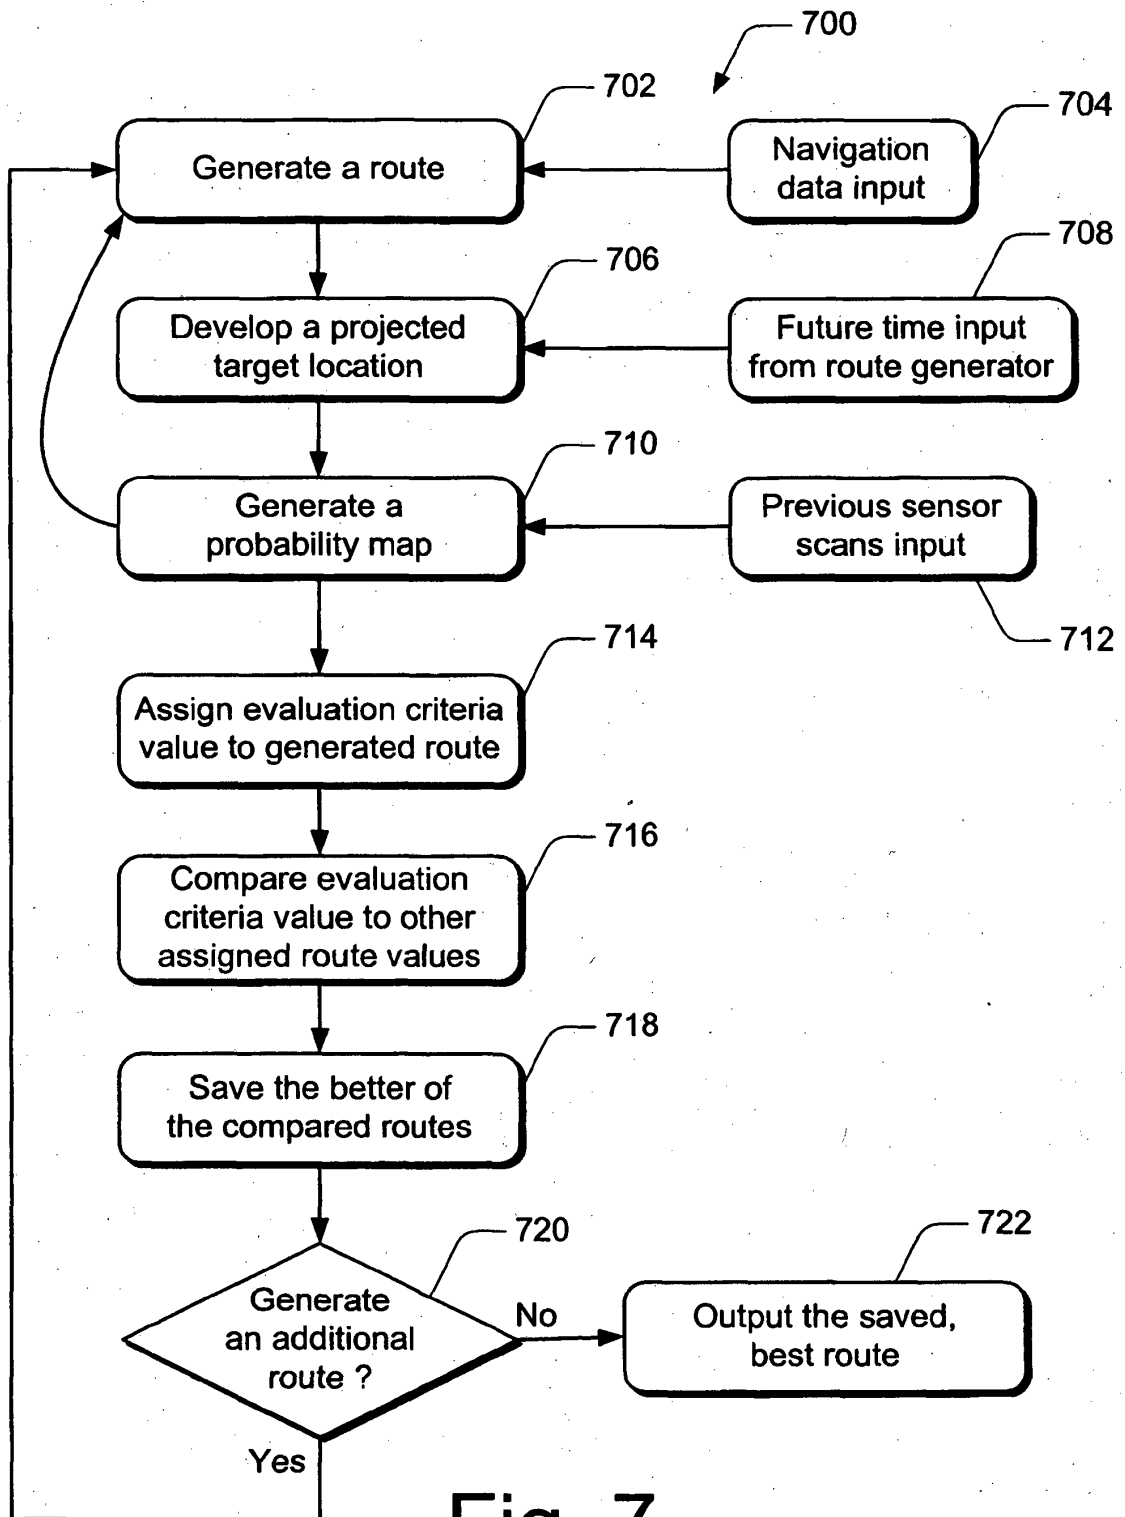 700
702
704
Generate a route
Navigation
data input
706
708
Develop a projected
target location
Future time input
from route generator
710
Generate a
probability map
Previous sensor
scans input
712
714
Assign evaluation criteria
value to generated route
716
Compare evaluation
criteria value to other
assigned route values
718
Save the better of
the compared routes
720
722
Generate
an additional
route ?
No
Output the saved,
best route
Yes
Fig. 7